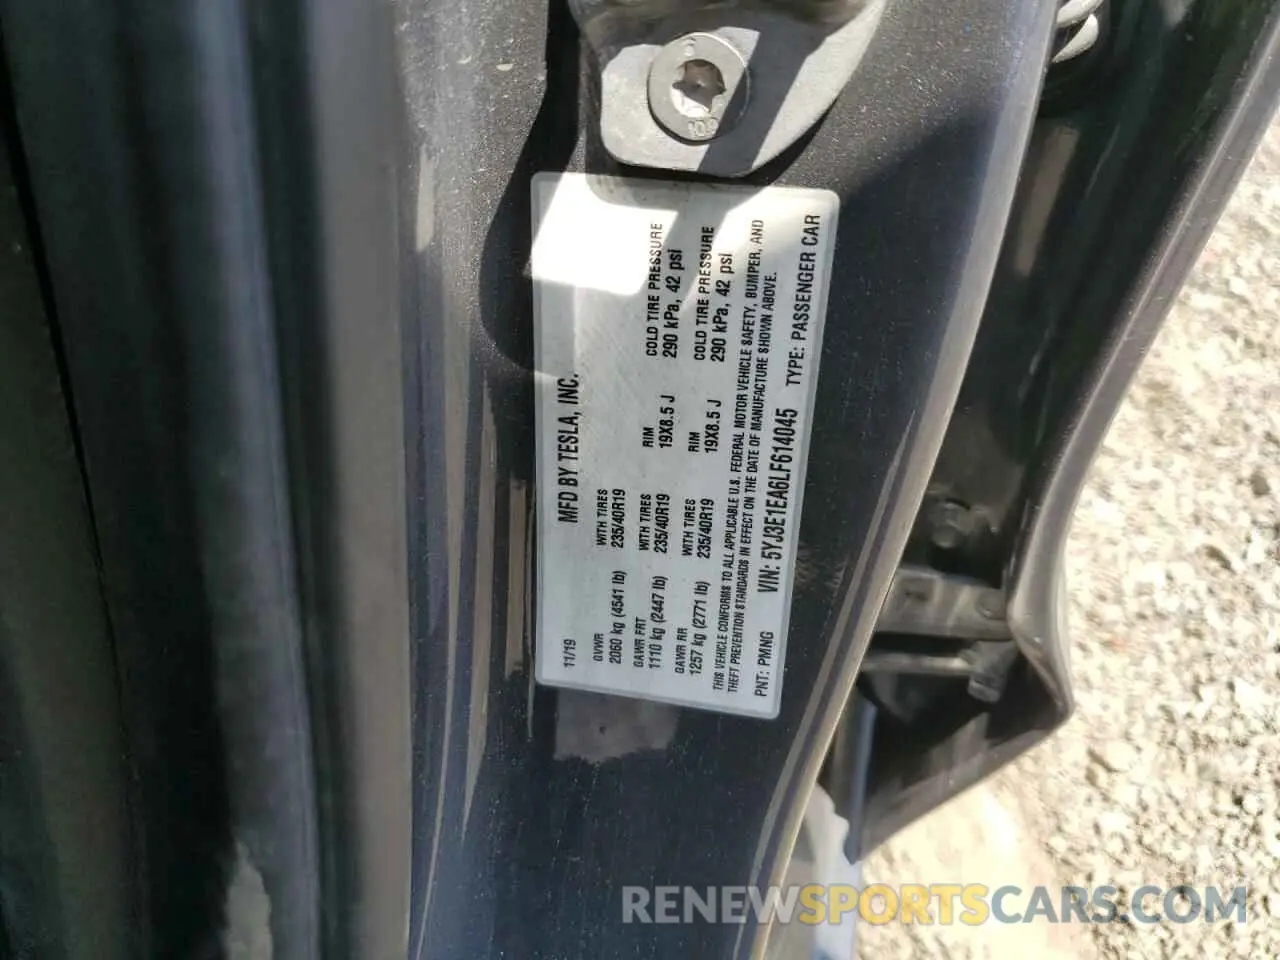 MFD BY TESLA, INC.
11/19
GVWR
2060 kg (4541 lb)
WITH TIRES
235/40R19
GAWR FRT
1110 kg (2447 lb)
WITH TIRES
235/40R19
RIM
19X8.5 J
COLD TIRE PRESSURE
290 kPa, 42 psi
GAWR RR
1257 kg (2771 lb)
WITH TIRES
235/40R19
RIM
19X8.5 J
COLD TIRE PRESSURE
290 kPa, 42 psi
THIS VEHICLE CONFORMS TO ALL APPLICABLE U.S. FEDERAL MOTOR VEHICLE SAFETY, BUMPER, AND
THEFT PREVENTION STANDARDS IN EFFECT ON THE DATE OF MANUFACTURE SHOWN ABOVE.
PNT: PMNG VIN: 5YJ3E1EA6LF614045 TYPE: PASSENGER CAR
RENEWSPORTSCARS.COM